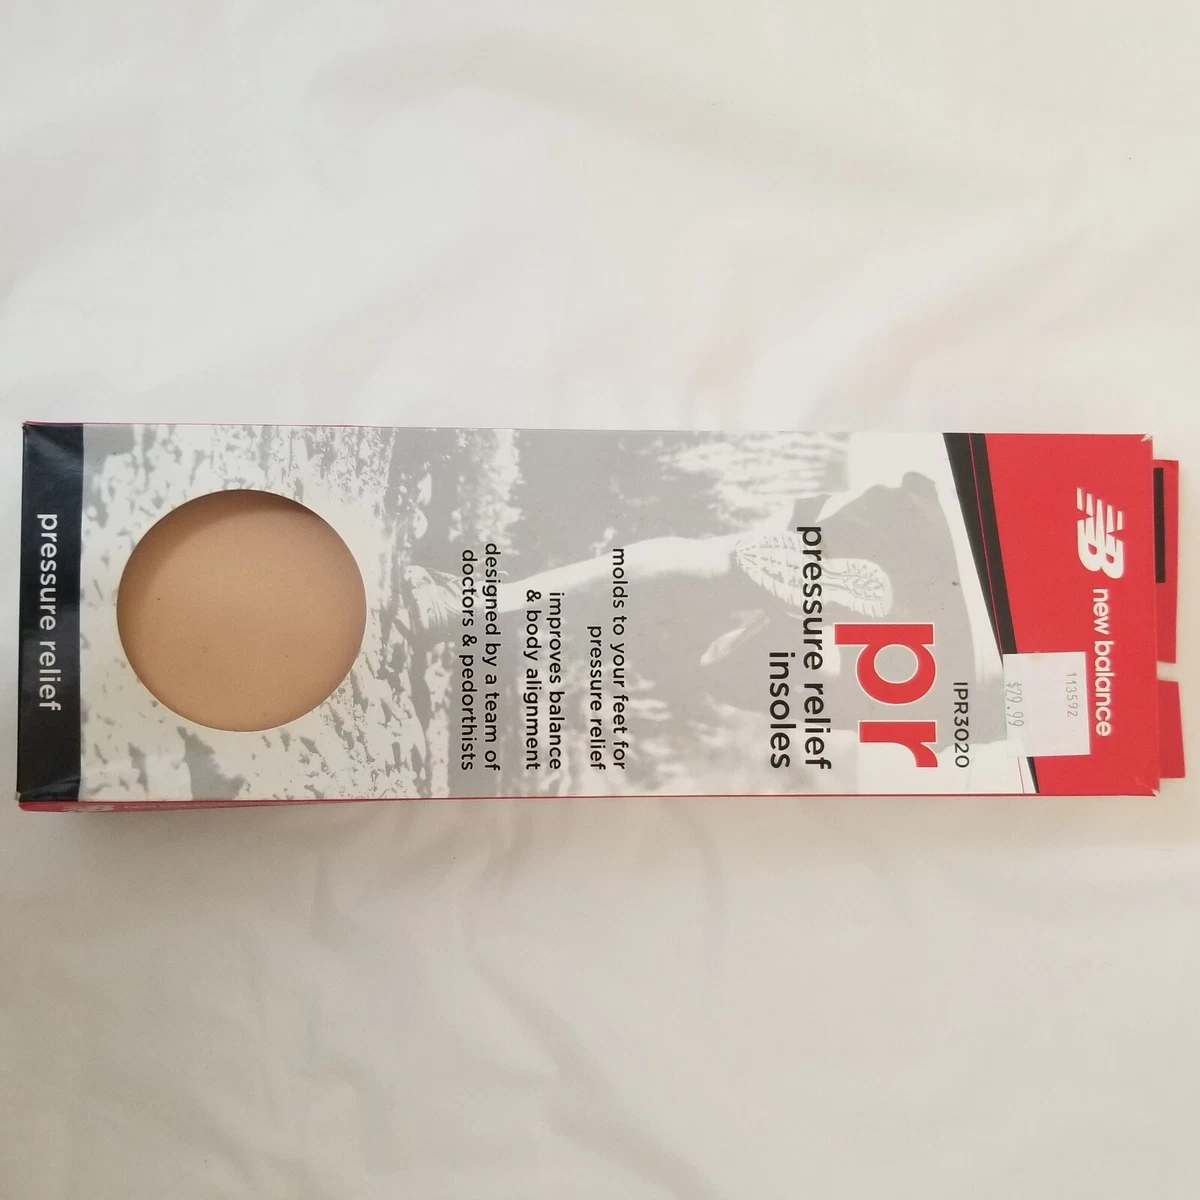 new balance
113592
$79.99
IPR3020
pr
pressure relief
insoles
molds to your feet for
pressure relief
improves balance
& body alignment
designed by a team of
doctors & pedorthists
pressure relief